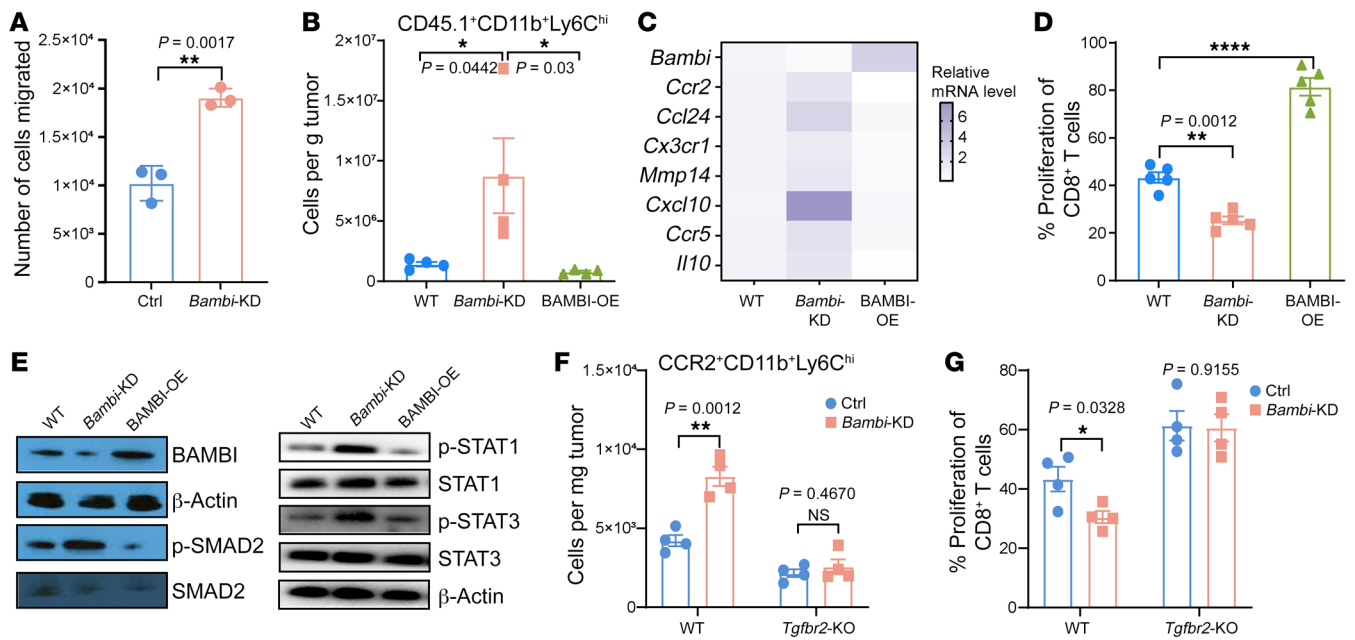 A
Number of cells migrated
2.5×10⁴
2.0×10⁴
1.5×10⁴
1.0×10⁴
5.0×10³
0
P = 0.0017
**
Ctrl
Bambi-KD
B
CD45.1⁺CD11b⁺Ly6Cʰⁱ
Cells per g tumor
2×10⁷
1.5×10⁷
1×10⁷
5×10⁶
0
*
*
P = 0.0442
P = 0.03
WT
Bambi-KD
BAMBI-OE
C
Bambi
Ccr2
Ccl24
Cx3cr1
Mmp14
Cxcl10
Ccr5
Il10
WT
Bambi-
KD
BAMBI-
OE
Relative
mRNA level
6
4
2
D
% Proliferation of
CD8⁺ T cells
100
80
60
40
20
0
****
P = 0.0012
**
WT
Bambi-
KD
BAMBI-
OE
E
WT
Bambi-KD
BAMBI-OE
BAMBI
β-Actin
p-SMAD2
SMAD2
WT
Bambi-KD
BAMBI-OE
p-STAT1
STAT1
p-STAT3
STAT3
β-Actin
F
CCR2⁺CD11b⁺Ly6Cʰⁱ
Cells per mg tumor
1.5×10⁴
1×10⁴
5×10³
0
P = 0.0012
**
P = 0.4670
NS
Ctrl
Bambi-KD
WT
Tgfbr2-KO
G
% Proliferation of
CD8⁺ T cells
80
60
40
20
0
P = 0.0328
*
P = 0.9155
Ctrl
Bambi-KD
WT
Tgfbr2-KO